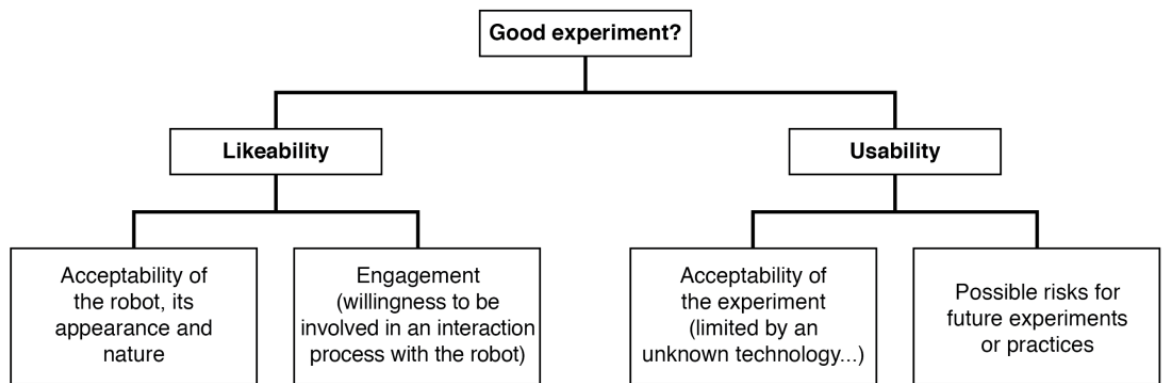 Good experiment?
Likeability
Usability
Acceptability of
the robot, its
appearance and
nature
Engagement
(willingness to be
involved in an interaction
process with the robot)
Acceptability of
the experiment
(limited by an
unknown technology...)
Possible risks for
future experiments
or practices